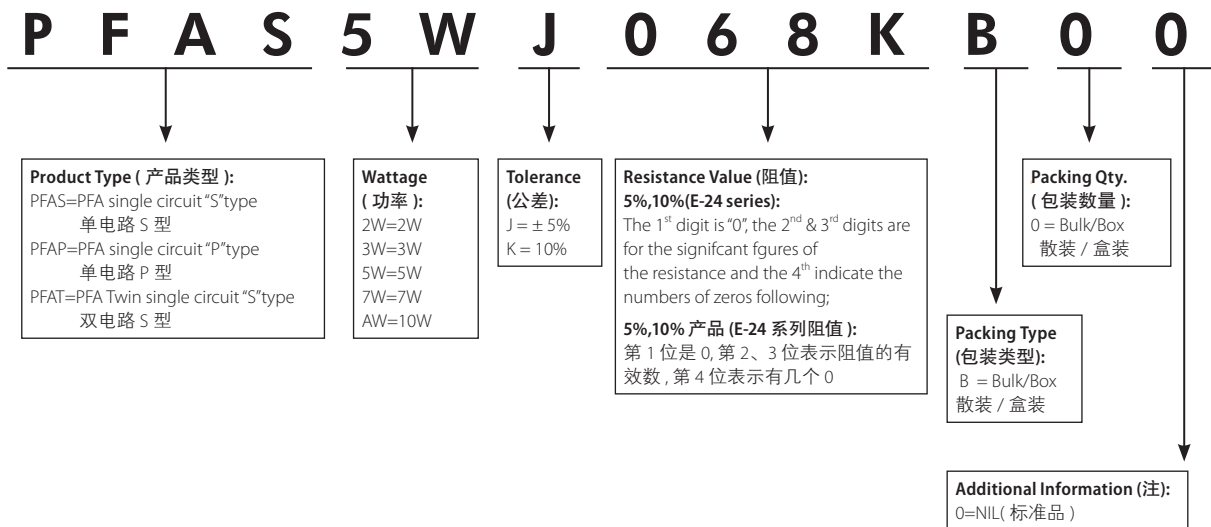 P F A S 5 W J 0 6 8 K B 0 0
Product Type ( 产品类型 ):
PFAS=PFA single circuit “S”type
单电路 S 型
PFAP=PFA single circuit “P”type
单电路 P 型
PFAT=PFA Twin single circuit “S”type
双电路 S 型
Wattage
( 功率 ):
2W=2W
3W=3W
5W=5W
7W=7W
AW=10W
Tolerance
(公差):
J = ± 5%
K = 10%
Resistance Value (阻值):
5%,10%(E-24 series):
The 1st digit is “0”, the 2nd & 3rd digits are
for the signifcant fgures of
the resistance and the 4th indicate the
numbers of zeros following;
5%,10% 产品 (E-24 系列阻值 ):
第 1 位是 0, 第 2、3 位表示阻值的有
效数 , 第 4 位表示有几个 0
Packing Type
(包装类型):
B = Bulk/Box
散装 / 盒装
Packing Qty.
( 包装数量 ):
0 = Bulk/Box
散装 / 盒装
Additional Information (注):
0=NIL( 标准品 )